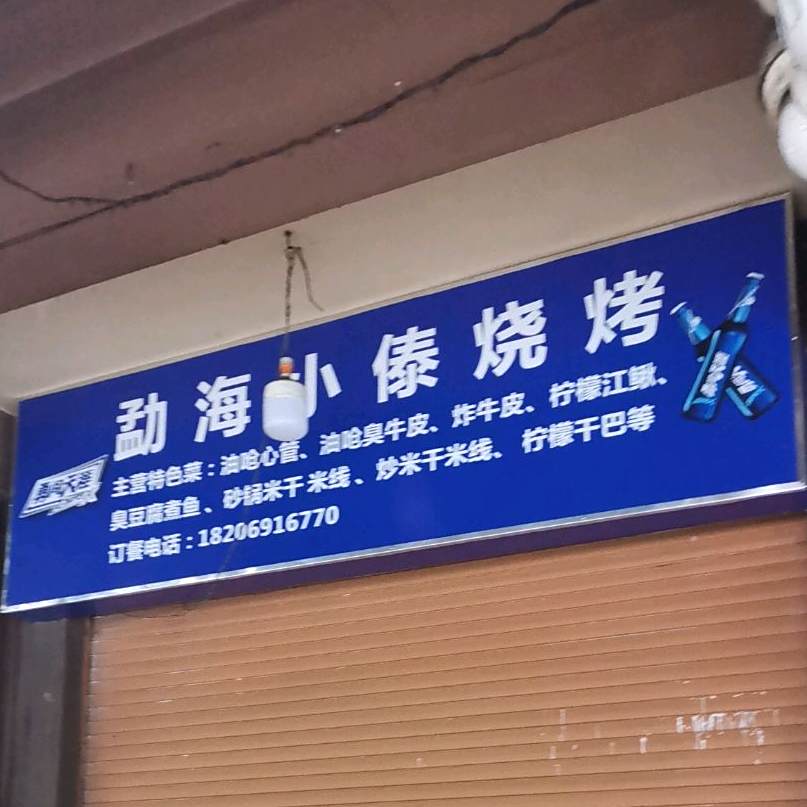 勐海小傣烧烤
主营特色菜：油呛心管、油呛臭牛皮、炸牛皮、柠檬江鳅、
臭豆腐煮鱼、砂锅米干 米线、炒米干米线、 柠檬干巴等
订餐电话：18206916770